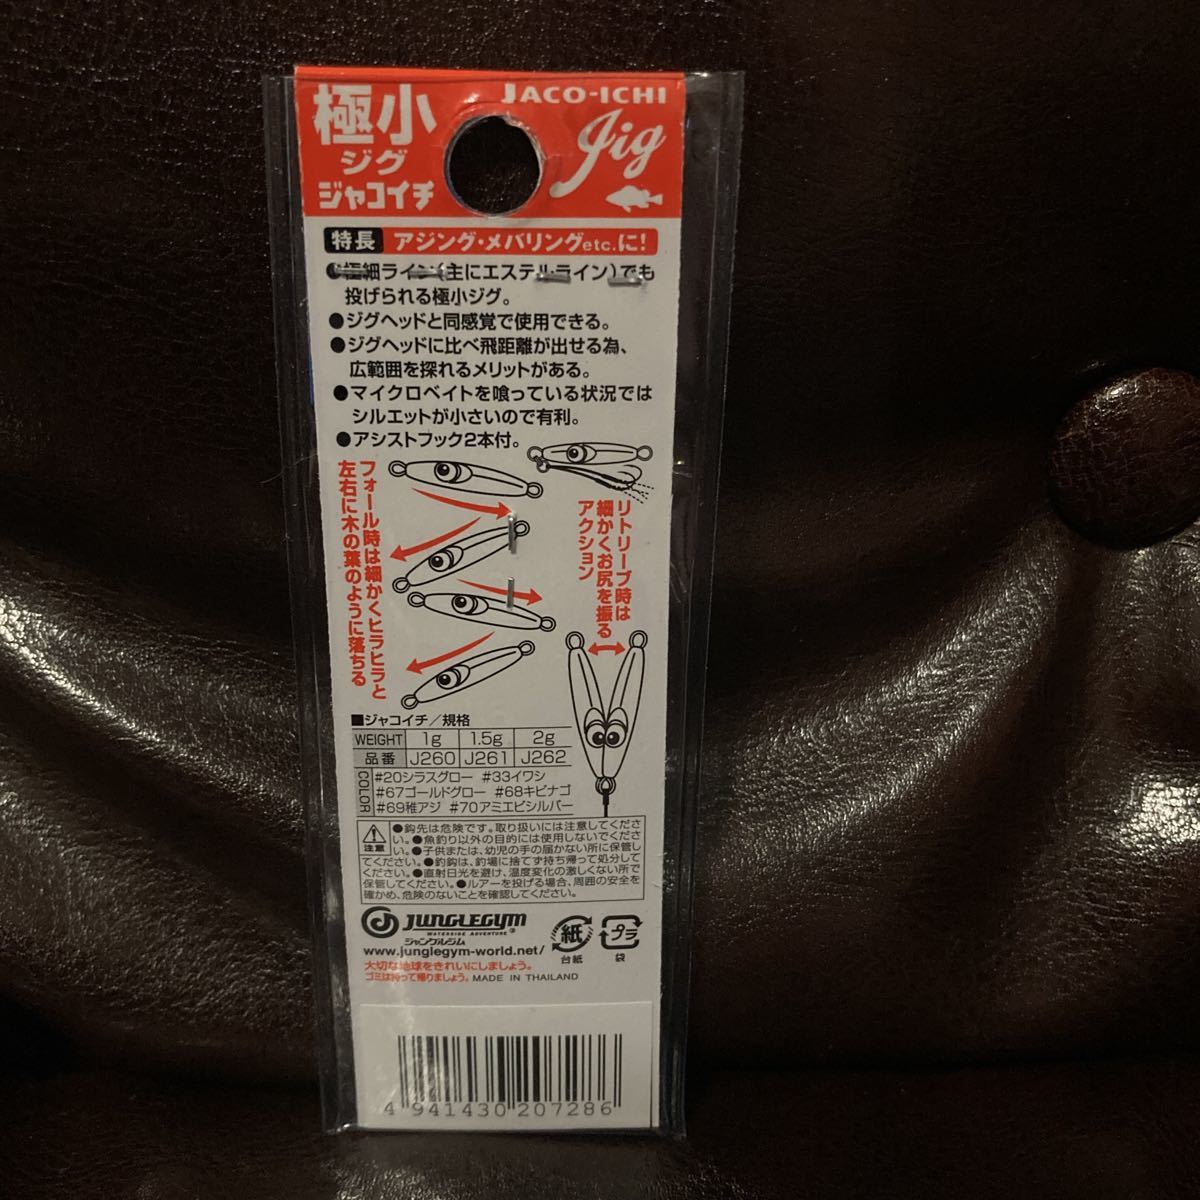 極小
ジグ
ジャコイチ
JACO-ICHI
Jig
特長 アジング・メバリングetc.に!
●極細ライン(主にエステルライン)でも
投げられる極小ジグ。
●ジグヘッドと同感覚で使用できる。
●ジグヘッドに比べ飛距離が出せる為、
広範囲を探れるメリットがある。
●マイクロベイトを喰っている状況では
シルエットが小さいので有利。
●アシストフック2本付。
フォール時は細かくヒラヒラと
左右に木の葉のように落ちる
リトリーブ時は
細かくお尻を振る
アクション
■ジャコイチ/規格
WEIGHT 1g 1.5g 2g
品番 J260 J261 J262
COLOR
#20シラスグロー #33イワシ
#67ゴールドグロー #68キビナゴ
#69稚アジ #70アミエビシルバー
注意
●鈎先は危険です。取り扱いには注意してくださ
い。●魚釣り以外の目的には使用しないでくださ
い。●子供または、幼児の手の届かない所に保管し
てください。●釣鈎は、釣場に捨てず持ち帰って処分して
ください。●直射日光を避け、温度変化の激しくない所で
保管してください。●ルアーを投げる場合、周囲の安全を
確かめ、危険のないことを確認してください。
JUNGLEGYM
WATERSIDE ADVENTURE
ジャングルジム
www.junglegym-world.net/
大切な地球をきれいにしましょう。
ゴミは持って帰りましょう。 MADE IN THAILAND
紙
台紙
プラ
袋
4 941430 207286